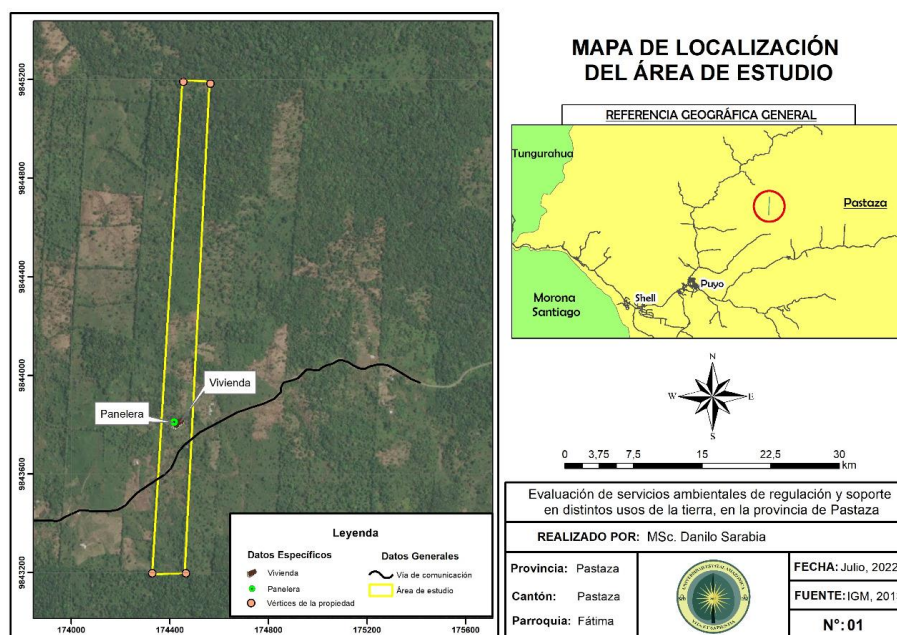 MAPA DE LOCALIZACIÓN
DEL ÁREA DE ESTUDIO
REFERENCIA GEOGRÁFICA GENERAL
Tungurahua
Pastaza
Morona
Santiago
Shell
Puyo
N
W
E
S
0 3,75 7,5 15 22,5 30
km
9845200
9844800
9844400
9844000
9843600
9843200
174000 174400 174800 175200 175600
Vivienda
Panelera
Leyenda
Datos Específicos
Vivienda
Panelera
Vértices de la propiedad
Datos Generales
Vía de comunicación
Área de estudio
Evaluación de servicios ambientales de regulación y soporte
en distintos usos de la tierra, en la provincia de Pastaza
REALIZADO POR: MSc. Danilo Sarabia
Provincia: Pastaza
Cantón: Pastaza
Parroquia: Fátima
UNIVERSIDAD ESTATAL AMAZÓNICA
FECHA: Julio, 2022
FUENTE: IGM,
N°: 01